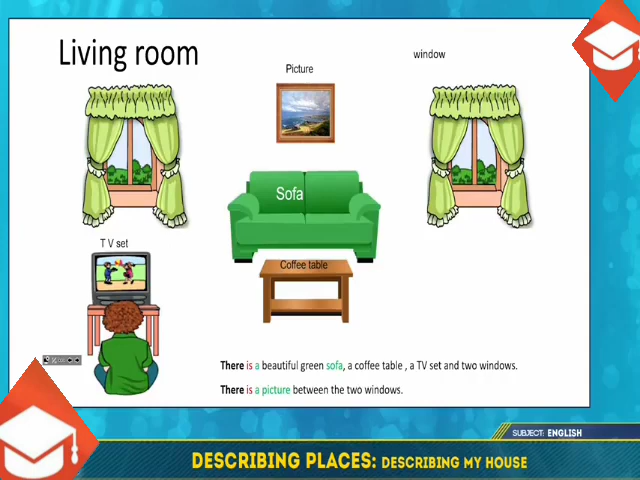 Living room
Picture
window
Sofa
T V set
Coffee table
There is a beautiful green sofa, a coffee table , a TV set and two windows.
There is a picture between the two windows.
SUBJECT: ENGLISH
DESCRIBING PLACES: DESCRIBING MY HOUSE